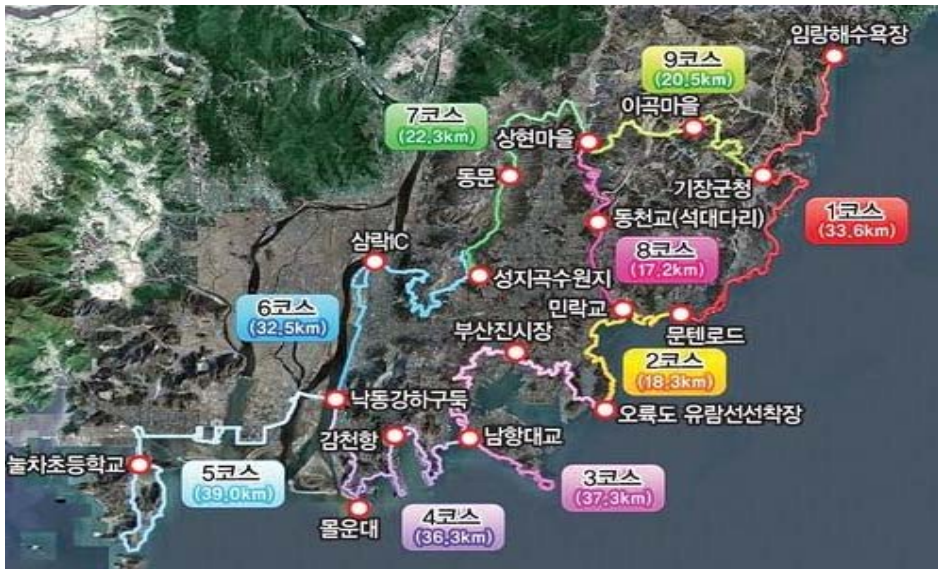 임랑해수욕장
9코스
(20.5km)
이곡마을
7코스
(22.3km)
상현마을
동문
기장군청
동천교(석대다리)
1코스
(33.6km)
삼락IC
8코스
(17.2km)
성지곡수원지
6코스
(32.5km)
민락교
문텐로드
부산진시장
2코스
(18.3km)
낙동강하구둑
오륙도 유람선선착장
감천항
남항대교
눌차초등학교
5코스
(39.0km)
3코스
(37.3km)
몰운대
4코스
(36.3km)